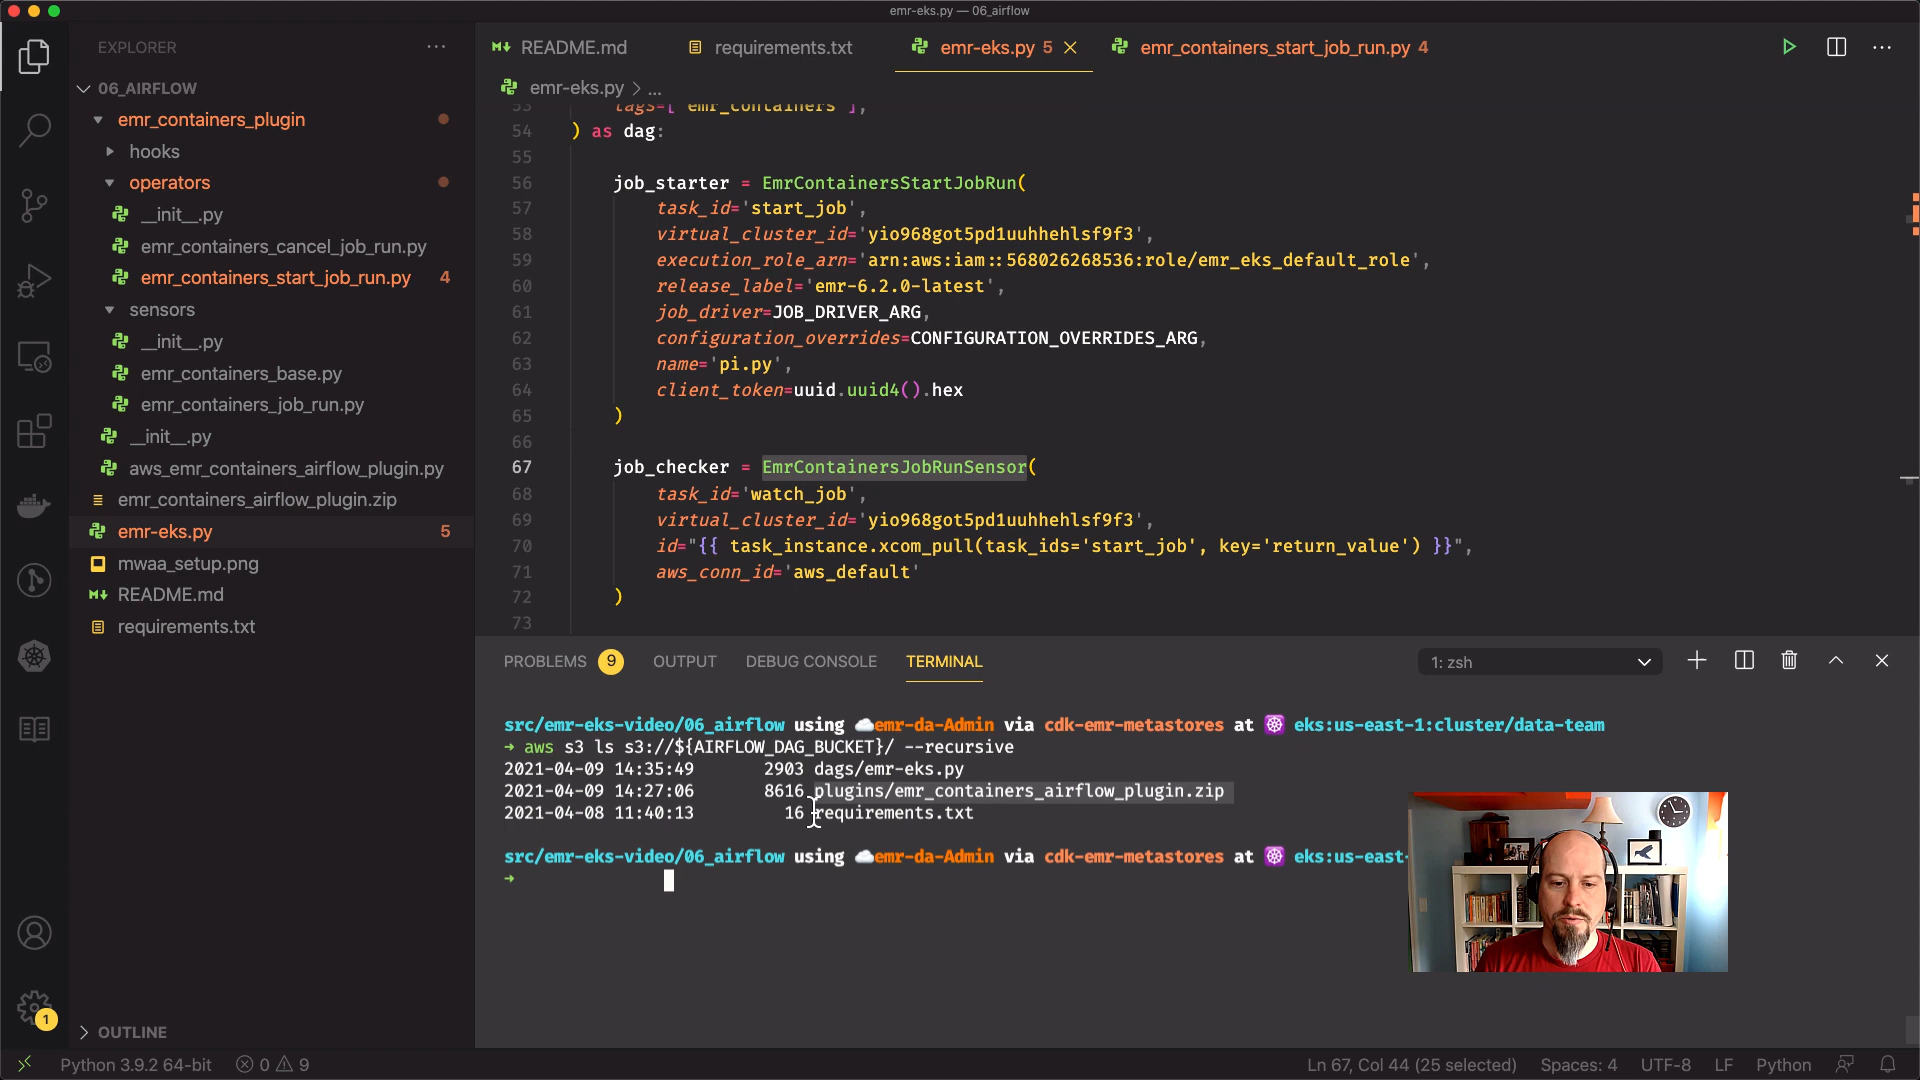 emr-eks.py — 06_airflow
EXPLORER
06_AIRFLOW
emr_containers_plugin
hooks
operators
__init__.py
emr_containers_cancel_job_run.py
emr_containers_start_job_run.py 4
sensors
__init__.py
emr_containers_base.py
emr_containers_job_run.py
__init__.py
aws_emr_containers_airflow_plugin.py
emr_containers_airflow_plugin.zip
emr-eks.py 5
mwaa_setup.png
README.md
requirements.txt
OUTLINE
1
README.md
requirements.txt
emr-eks.py 5
emr_containers_start_job_run.py 4
emr-eks.py > ...
53 tags=['emr_containers'],
54 ) as dag:
55
56 job_starter = EmrContainersStartJobRun(
57 task_id='start_job',
58 virtual_cluster_id='yio968got5pd1uuhhehlsf9f3',
59 execution_role_arn='arn:aws:iam::568026268536:role/emr_eks_default_role',
60 release_label='emr-6.2.0-latest',
61 job_driver=JOB_DRIVER_ARG,
62 configuration_overrides=CONFIGURATION_OVERRIDES_ARG,
63 name='pi.py',
64 client_token=uuid.uuid4().hex
65 )
66
67 job_checker = EmrContainersJobRunSensor(
68 task_id='watch_job',
69 virtual_cluster_id='yio968got5pd1uuhhehlsf9f3',
70 id="{{ task_instance.xcom_pull(task_ids='start_job', key='return_value') }}",
71 aws_conn_id='aws_default'
72 )
73
PROBLEMS 9 OUTPUT DEBUG CONSOLE TERMINAL 1: zsh
src/emr-eks-video/06_airflow using emr-da-Admin via cdk-emr-metastores at eks:us-east-1:cluster/data-team
➜ aws s3 ls s3://${AIRFLOW_DAG_BUCKET}/ --recursive
2021-04-09 14:35:49 2903 dags/emr-eks.py
2021-04-09 14:27:06 8616 plugins/emr_containers_airflow_plugin.zip
2021-04-08 11:40:13 16 requirements.txt
src/emr-eks-video/06_airflow using emr-da-Admin via cdk-emr-metastores at eks:us-east-
➜
Python 3.9.2 64-bit 0 9 Ln 67, Col 44 (25 selected) Spaces: 4 UTF-8 LF Python